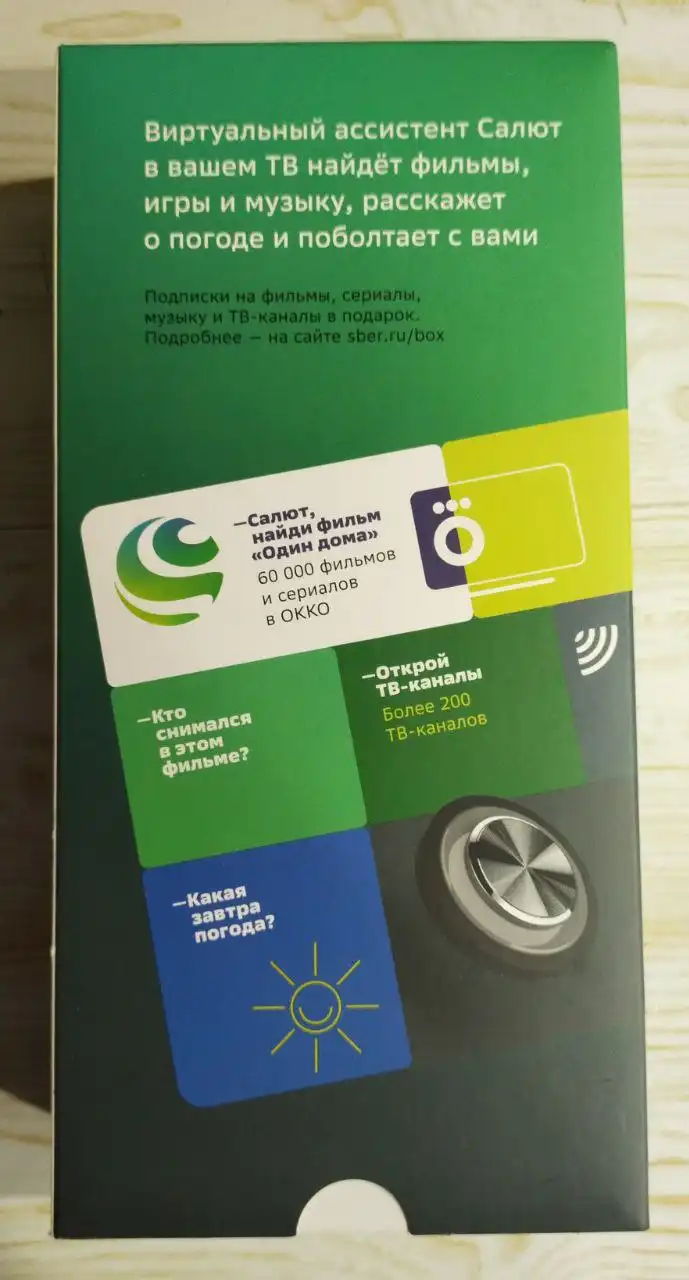 Виртуальный ассистент Салют
в вашем ТВ найдёт фильмы,
игры и музыку, расскажет
о погоде и поболтает с вами
Подписки на фильмы, сериалы,
музыку и ТВ-каналы в подарок.
Подробнее — на сайте sber.ru/box
—Салют,
найди фильм
«Один дома»
60 000 фильмов
и сериалов
в ОККО
—Кто
снимался
в этом
фильме?
—Открой
ТВ-каналы
Более 200
ТВ-каналов
—Какая
завтра
погода?